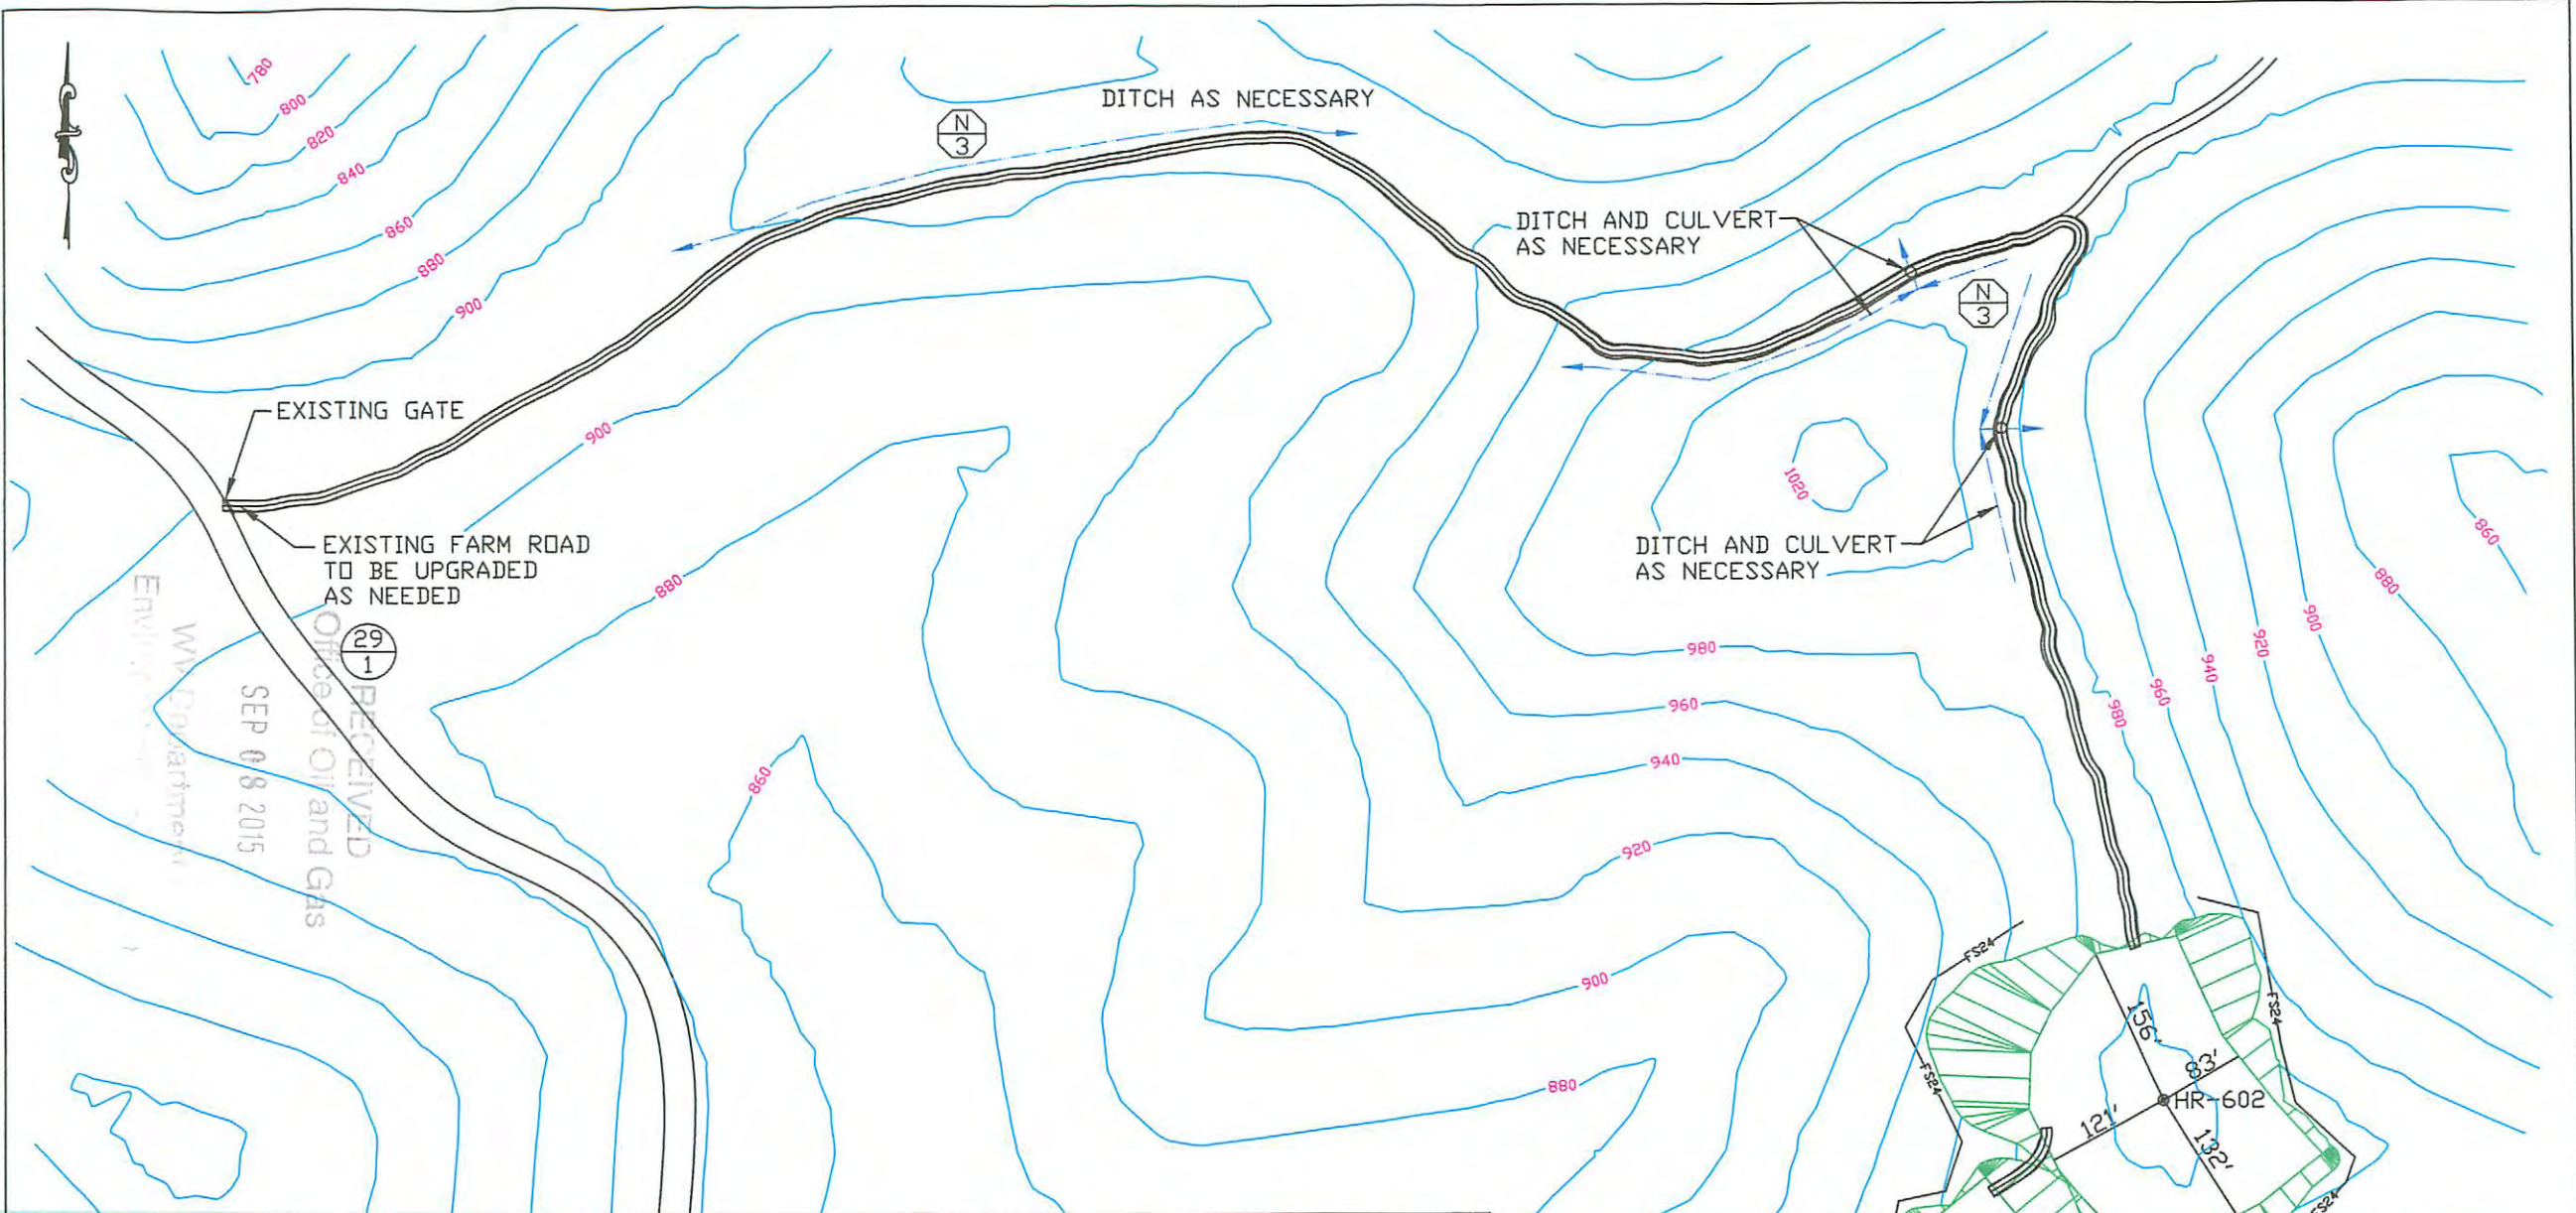 780
800
820
840
860
880
900
N
3
DITCH AS NECESSARY
DITCH AND CULVERT
AS NECESSARY
N
3
EXISTING GATE
900
EXISTING FARM ROAD
TO BE UPGRADED
AS NEEDED
880
29
1
RECEIVED
Office of Oil and Gas
SEP 08 2015
WV Department
860
1020
DITCH AND CULVERT
AS NECESSARY
980
960
940
920
900
880
980
960
940
920
900
880
860
FS24
FS24
FS24
FS24
156'
83'
HR-602
121'
132'